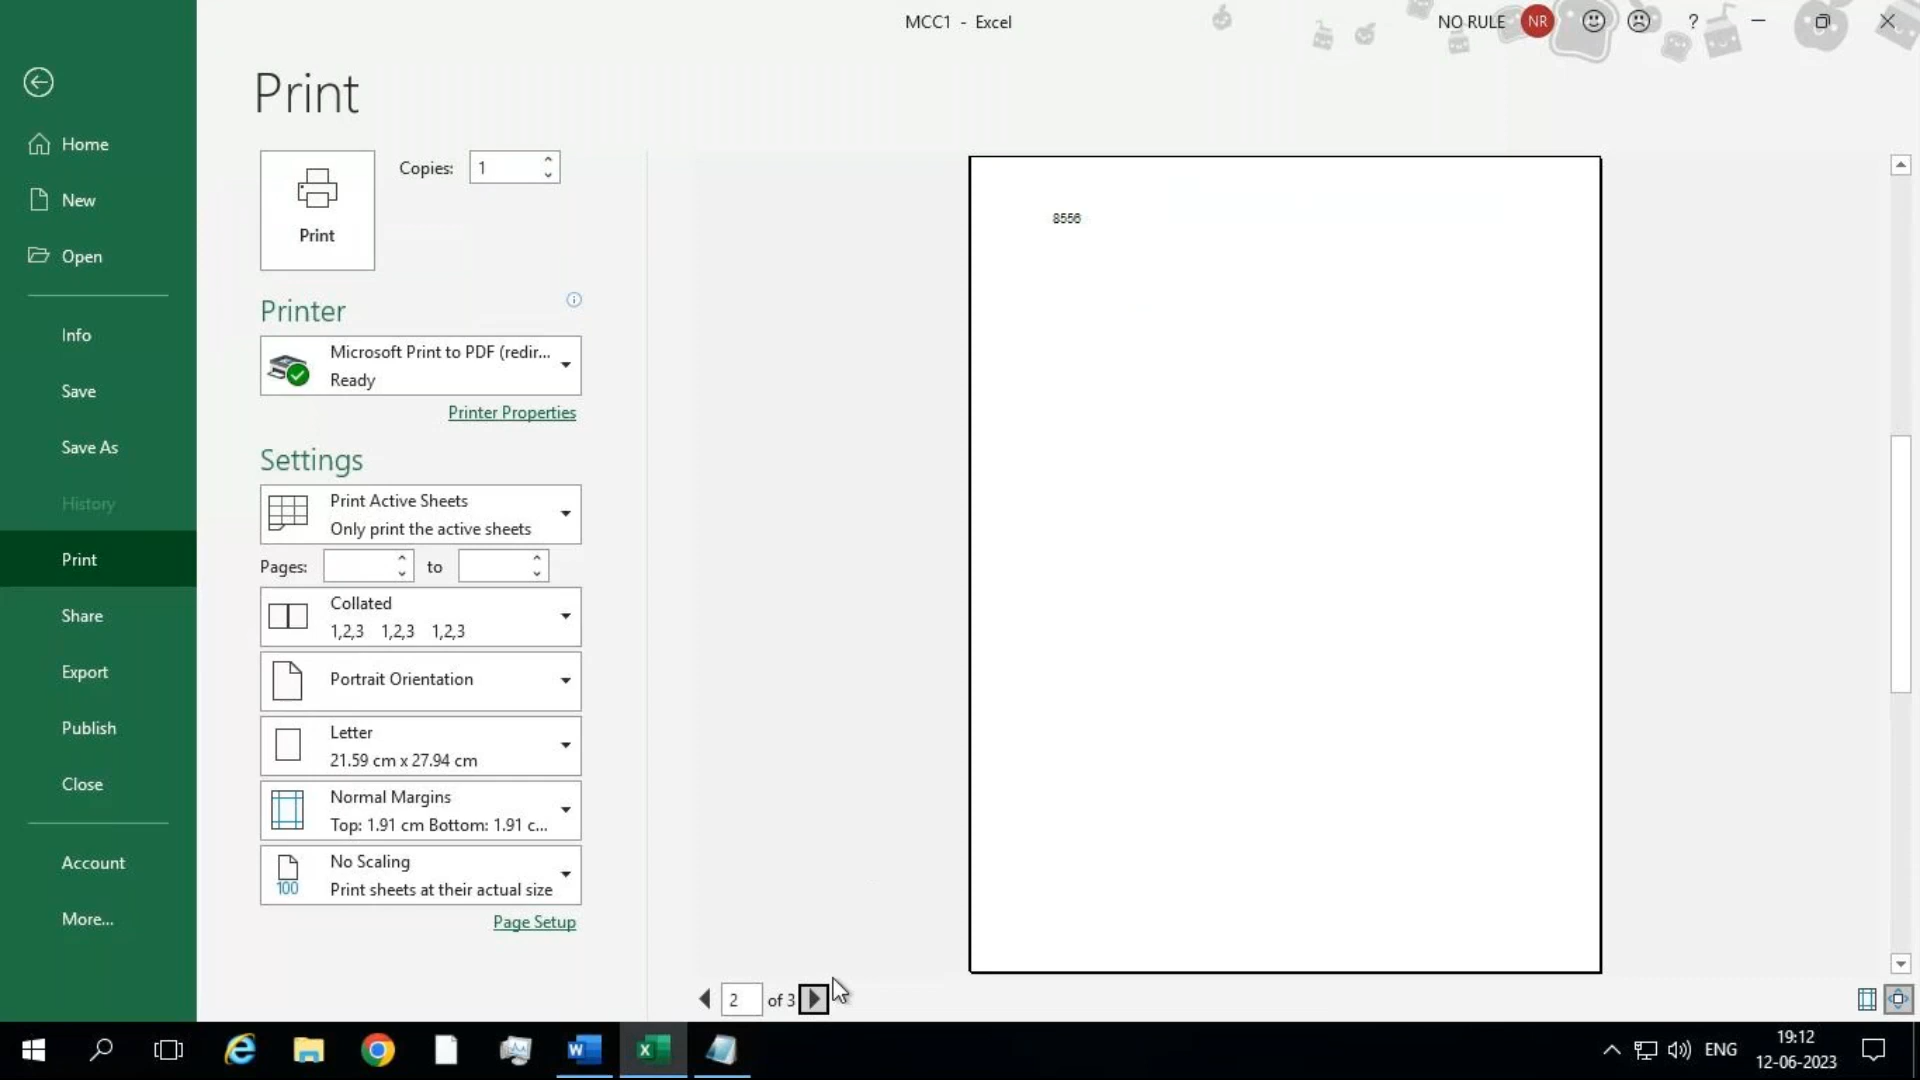 MCC1 - Excel
NO RULE NR
?
Home
New
Open
Info
Save
Save As
History
Print
Share
Export
Publish
Close
Account
More...
Print
Print
Copies: 1
Printer
Microsoft Print to PDF (redir...
Ready
Printer Properties
Settings
Print Active Sheets
Only print the active sheets
Pages: to
Collated
1,2,3 1,2,3 1,2,3
Portrait Orientation
Letter
21.59 cm x 27.94 cm
Normal Margins
Top: 1.91 cm Bottom: 1.91 c...
No Scaling
Print sheets at their actual size
100
Page Setup
8556
2 of 3
ENG
19:12
12-06-2023